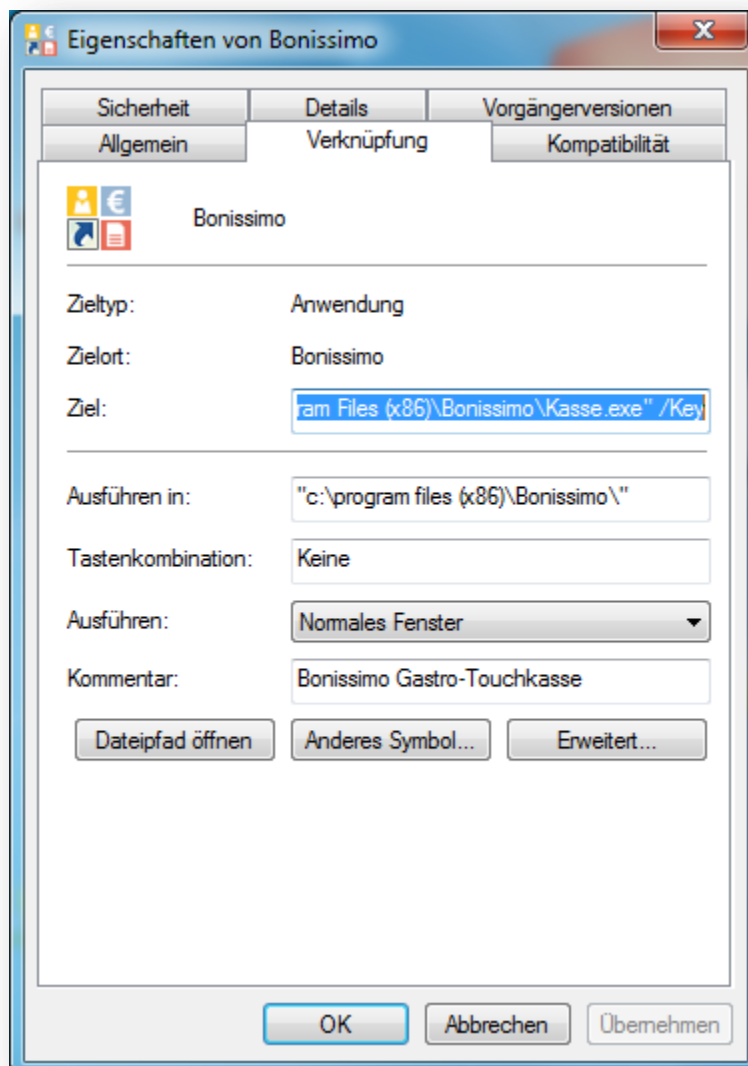 Eigenschaften von Bonissimo
Sicherheit Details Vorgängerversionen
Allgemein Verknüpfung Kompatibilität
€
Bonissimo
Zieltyp: Anwendung
Zielort: Bonissimo
Ziel: ram Files (x86)\Bonissimo\Kasse.exe" /Key
Ausführen in: "c:\program files (x86)\Bonissimo\"
Tastenkombination: Keine
Ausführen: Normales Fenster
Kommentar: Bonissimo Gastro-Touchkasse
Dateipfad öffnen Anderes Symbol... Erweitert...
OK Abbrechen Übernehmen